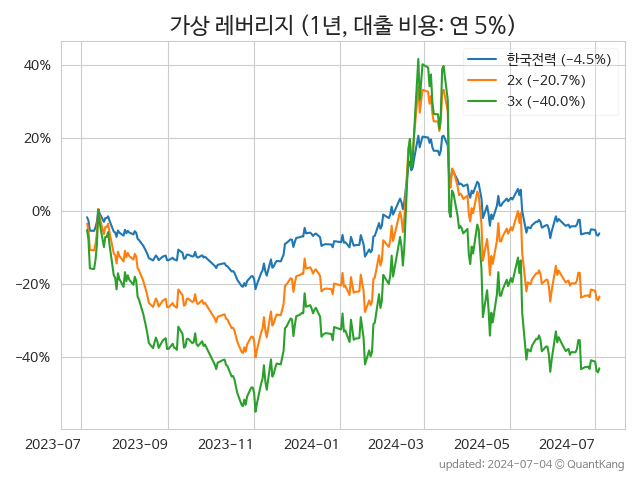 가상 레버리지 (1년, 대출 비용: 연 5%)
한국전력 (−4.5%)
2x (−20.7%)
3x (−40.0%)
40%
20%
0%
−20%
−40%
2023–07 2023–09 2023–11 2024–01 2024–03 2024–05 2024–07
updated: 2024-07-04 © QuantKang